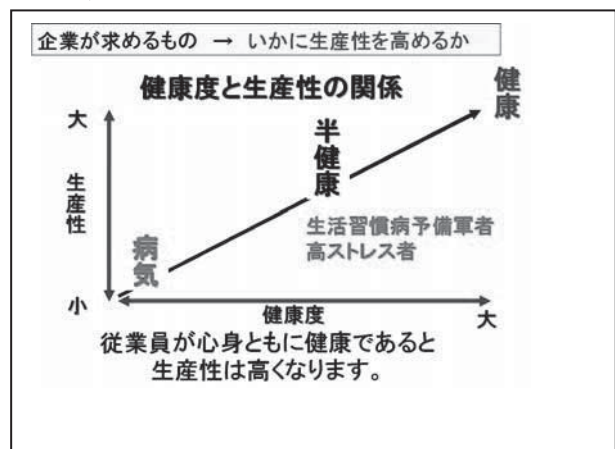 企業が求めるもの → いかに生産性を高めるか
健康度と生産性の関係
健康
大
半健康
生産性
生活習慣病予備軍者
高ストレス者
病気
小
健康度
大
従業員が心身ともに健康であると
生産性は高くなります。